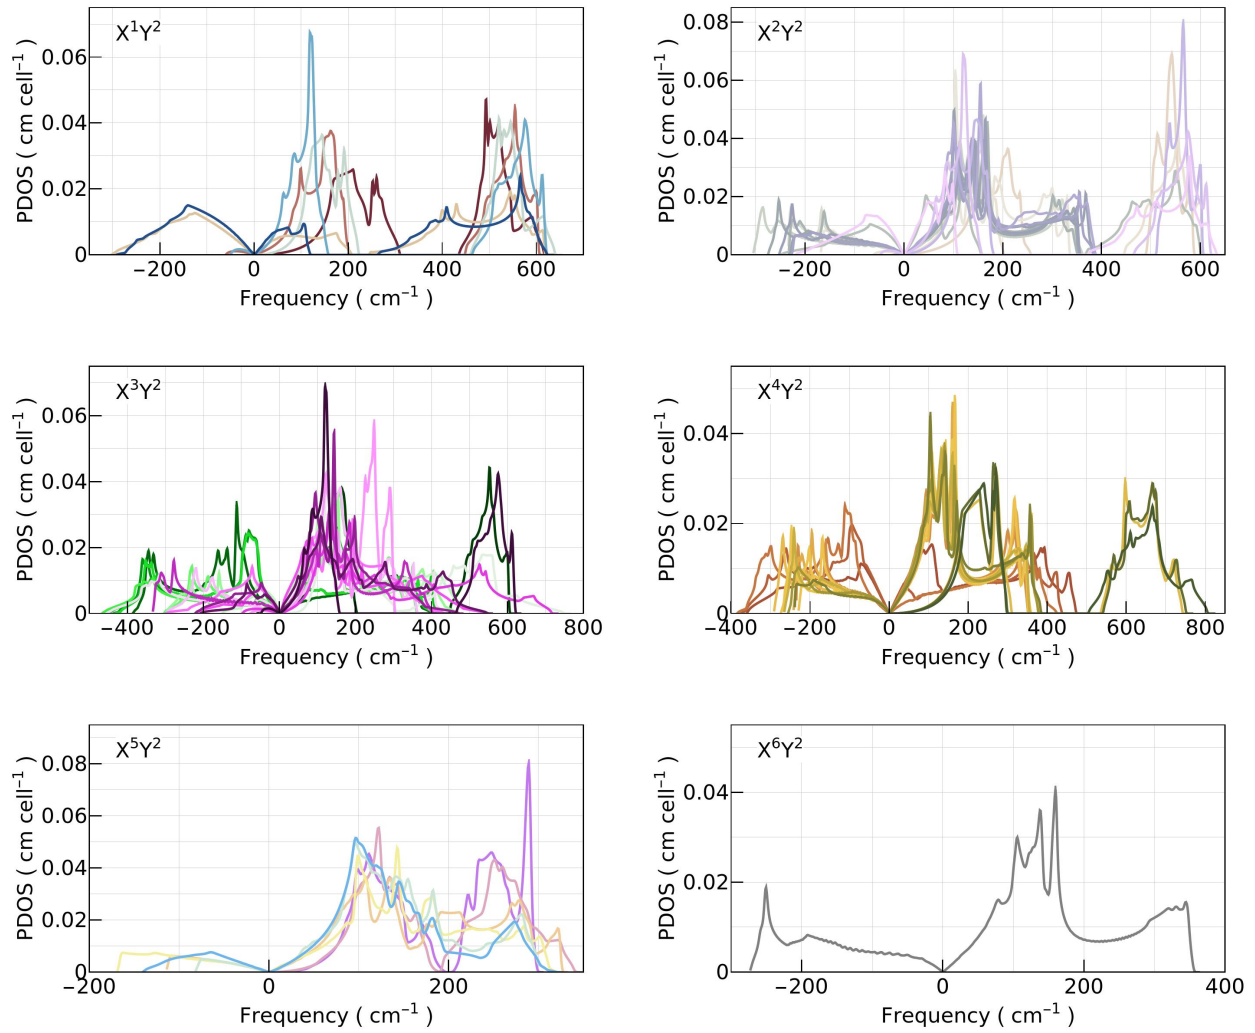 X¹Y²
PDOS ( cm cell⁻¹ )
0.06
0.04
0.02
0
−200 0 200 400 600
Frequency ( cm⁻¹ )
X²Y²
PDOS ( cm cell⁻¹ )
0.08
0.06
0.04
0.02
0
−200 0 200 400 600
Frequency ( cm⁻¹ )
X³Y²
PDOS ( cm cell⁻¹ )
0.06
0.04
0.02
0
−400 −200 0 200 400 600 800
Frequency ( cm⁻¹ )
X⁴Y²
PDOS ( cm cell⁻¹ )
0.04
0.02
0
−400 −200 0 200 400 600 800
Frequency ( cm⁻¹ )
X⁵Y²
PDOS ( cm cell⁻¹ )
0.08
0.06
0.04
0.02
0
−200 0 200
Frequency ( cm⁻¹ )
X⁶Y²
PDOS ( cm cell⁻¹ )
0.04
0.02
0
−200 0 200 400
Frequency ( cm⁻¹ )